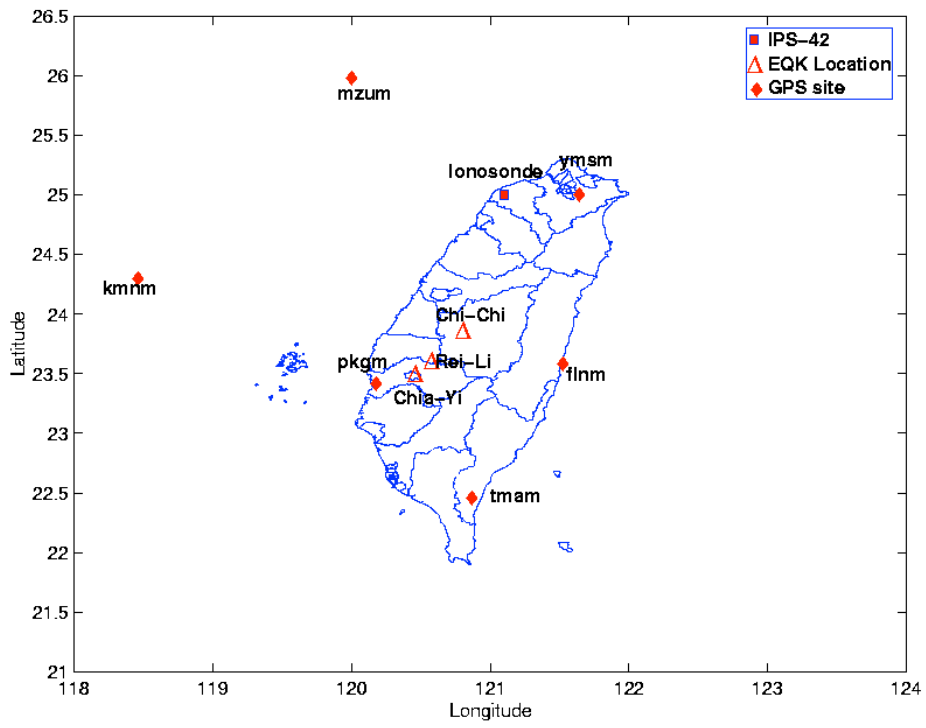 26.5
26
25.5
25
24.5
24
23.5
23
22.5
22
21.5
21
Latitude
118
119
120
121
122
123
124
Longitude
IPS-42
EQK Location
GPS site
mzum
ymsm
Ionosonde
kmnm
Chi-Chi
pkgm
Rei-Li
flnm
Chia-Yi
tmam